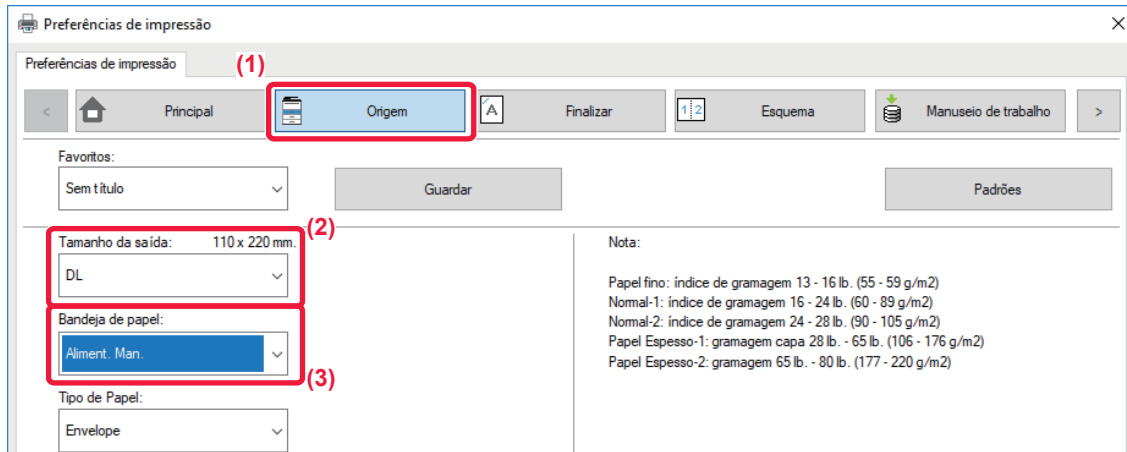 Preferências de impressão
Preferências de impressão
(1)
< Principal Origem Finalizar Esquema Manuseio de trabalho >
Favoritos:
Sem título Guardar Padrões
(2)
Tamanho da saída: 110 x 220 mm.
DL
Bandeja de papel:
Aliment. Man.
(3)
Tipo de Papel:
Envelope
Nota:
Papel fino: índice de gramagem 13 - 16 lb. (55 - 59 g/m2)
Normal-1: índice de gramagem 16 - 24 lb. (60 - 89 g/m2)
Normal-2: índice de gramagem 24 - 28 lb. (90 - 105 g/m2)
Papel Espesso-1: gramagem capa 28 lb. - 65 lb. (106 - 176 g/m2)
Papel Espesso-2: gramagem 65 lb. - 80 lb. (177 - 220 g/m2)